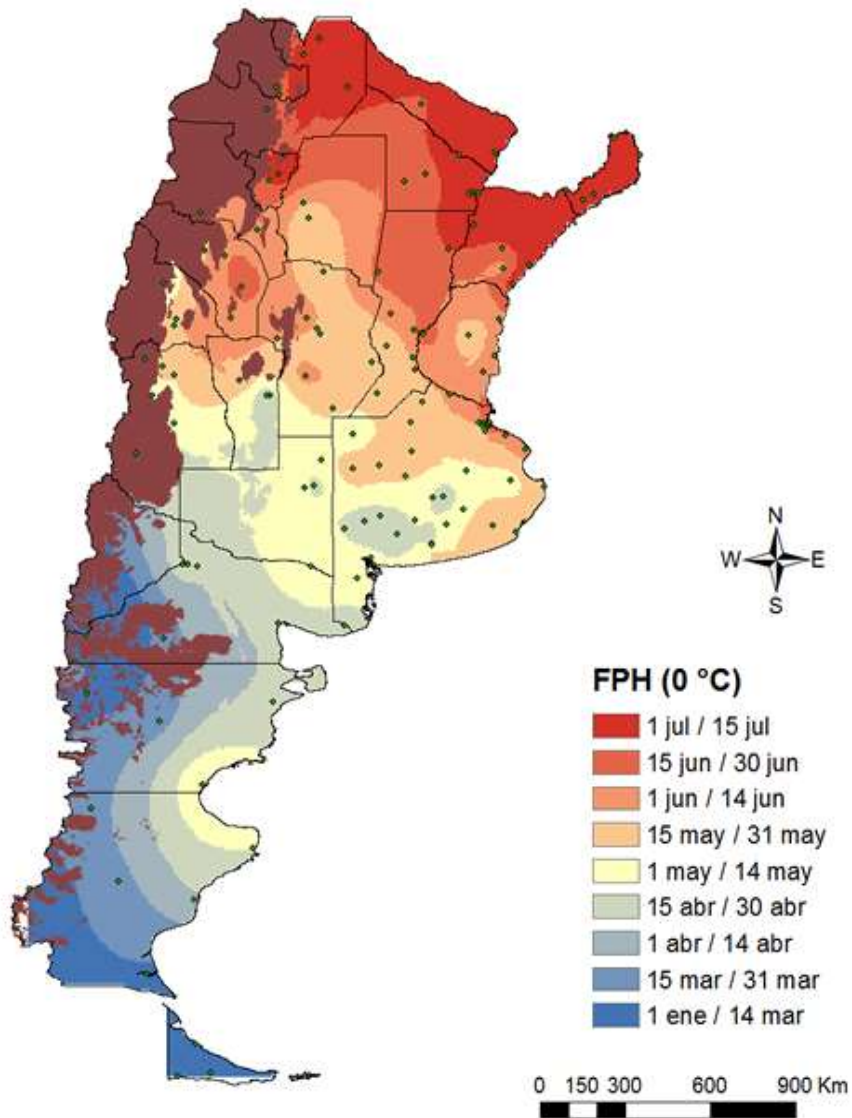 N
W E
S
FPH (0 °C)
1 jul / 15 jul
15 jun / 30 jun
1 jun / 14 jun
15 may / 31 may
1 may / 14 may
15 abr / 30 abr
1 abr / 14 abr
15 mar / 31 mar
1 ene / 14 mar
0 150 300 600 900 Km